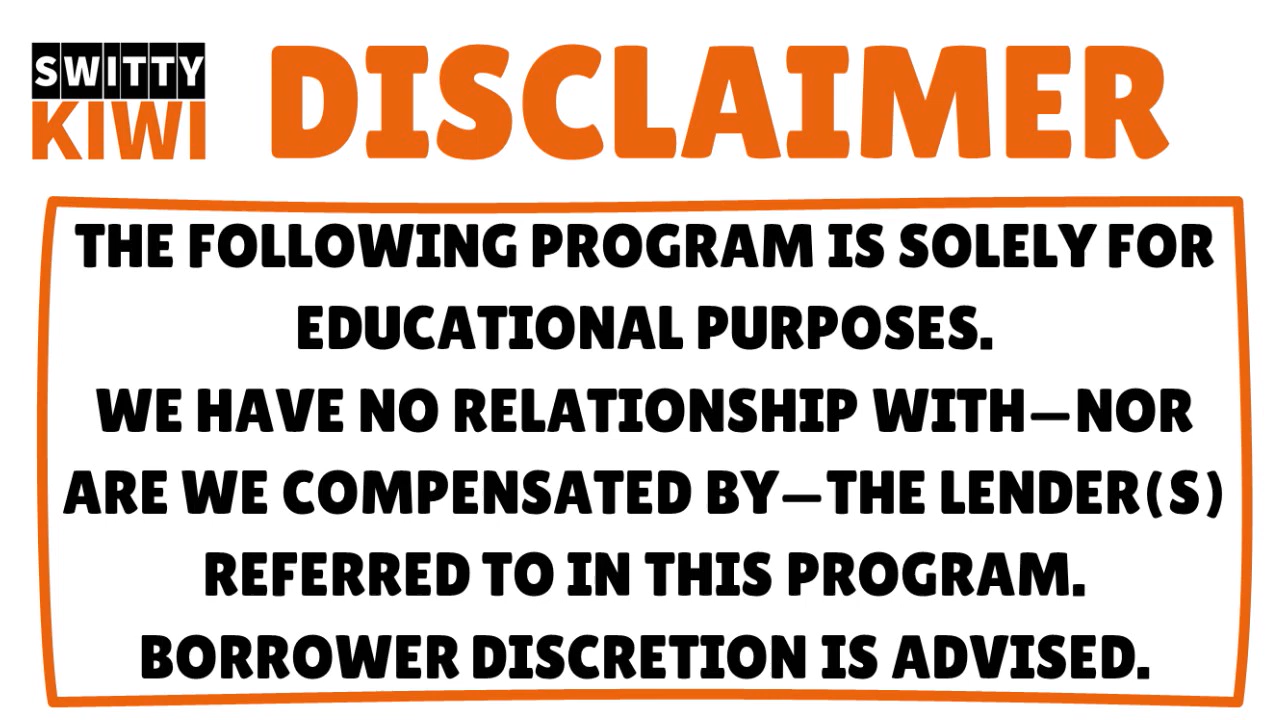 SWITTY
KIWI
DISCLAIMER
THE FOLLOWING PROGRAM IS SOLELY FOR
EDUCATIONAL PURPOSES.
WE HAVE NO RELATIONSHIP WITH—NOR
ARE WE COMPENSATED BY—THE LENDER(S)
REFERRED TO IN THIS PROGRAM.
BORROWER DISCRETION IS ADVISED.